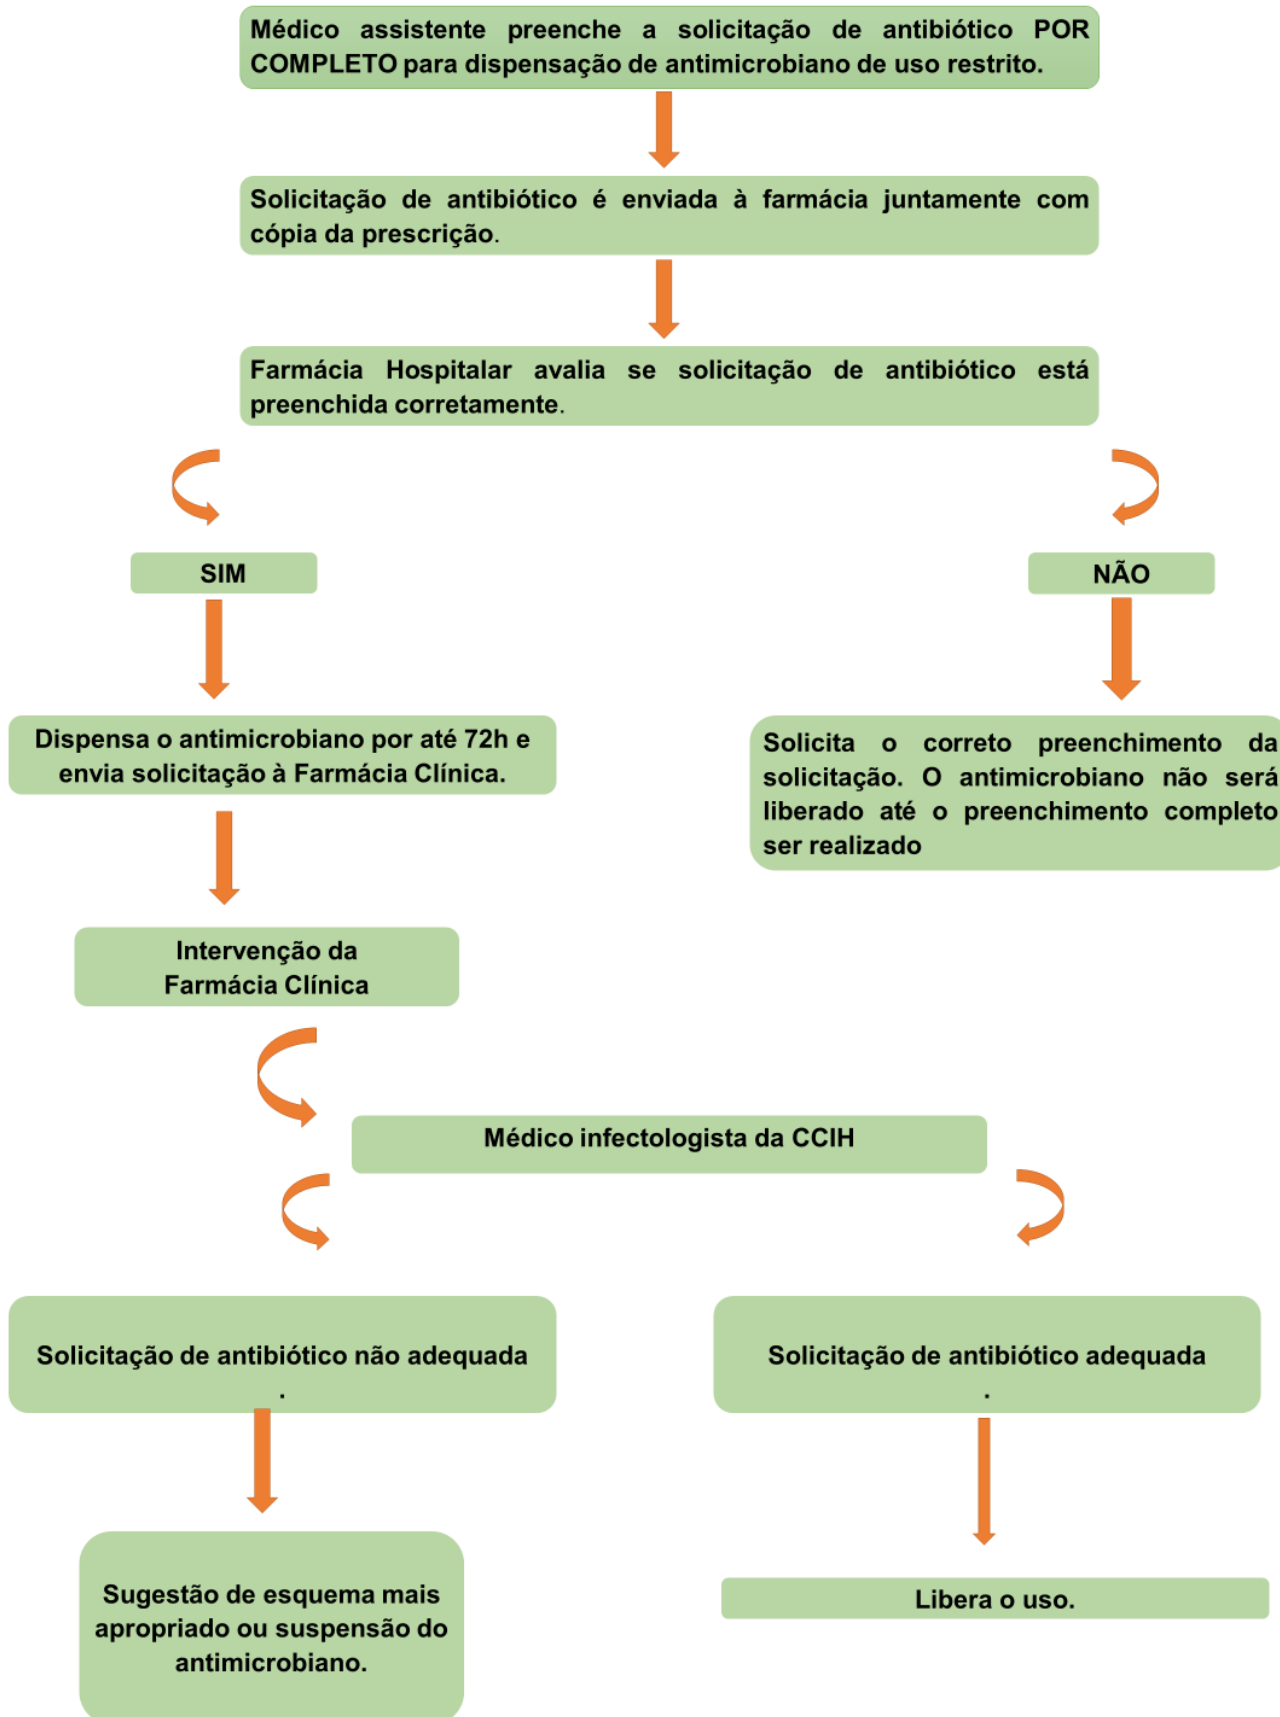 Médico assistente preenche a solicitação de antibiótico POR
COMPLETO para dispensação de antimicrobiano de uso restrito.
Solicitação de antibiótico é enviada à farmácia juntamente com
cópia da prescrição.
Farmácia Hospitalar avalia se solicitação de antibiótico está
preenchida corretamente.
SIM
NÃO
Dispensa o antimicrobiano por até 72h e
envia solicitação à Farmácia Clínica.
Solicita o correto preenchimento da
solicitação. O antimicrobiano não será
liberado até o preenchimento completo
ser realizado
Intervenção da
Farmácia Clínica
Médico infectologista da CCIH
Solicitação de antibiótico não adequada
.
Solicitação de antibiótico adequada
.
Sugestão de esquema mais
apropriado ou suspensão do
antimicrobiano.
Libera o uso.